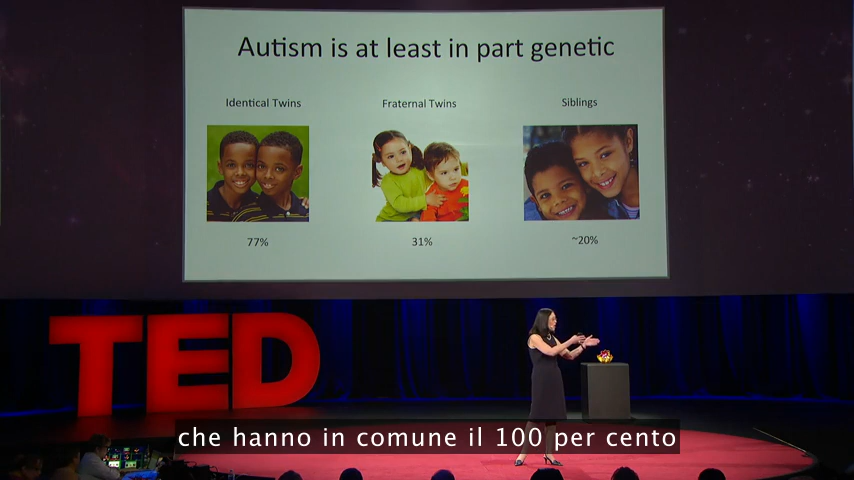 Autism is at least in part genetic
Identical Twins
Fraternal Twins
Siblings
77%
31%
~20%
TED
che hanno in comune il 100 per cento